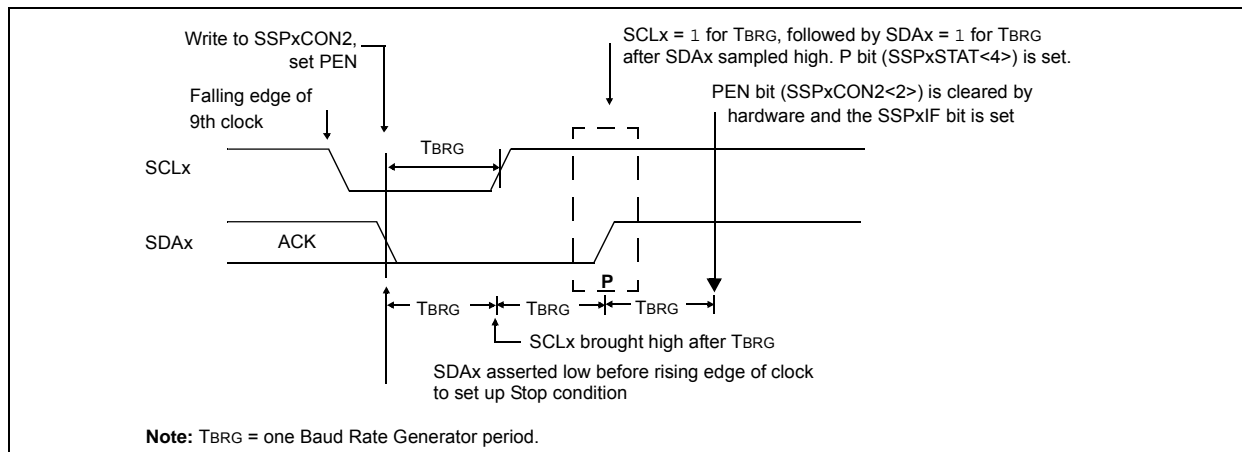 Write to SSPxCON2,
set PEN
SCLx = 1 for TBRG, followed by SDAx = 1 for TBRG
after SDAx sampled high. P bit (SSPxSTAT<4>) is set.
Falling edge of
9th clock
PEN bit (SSPxCON2<2>) is cleared by
hardware and the SSPxIF bit is set
TBRG
SCLx
SDAx
ACK
P
TBRG
TBRG
TBRG
SCLx brought high after TBRG
SDAx asserted low before rising edge of clock
to set up Stop condition
Note: TBRG = one Baud Rate Generator period.